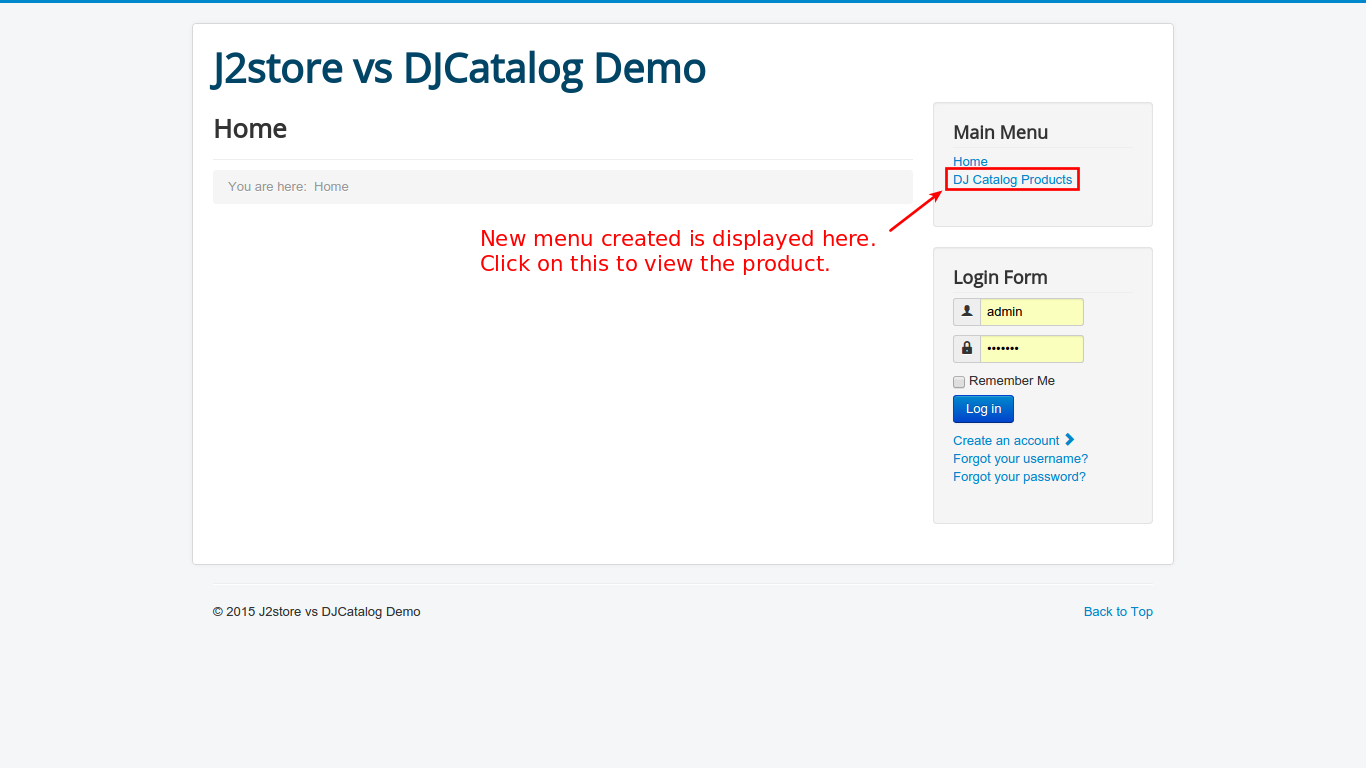 J2store vs DJCatalog Demo
Home
You are here: Home
New menu created is displayed here.
Click on this to view the product.
Main Menu
Home
DJ Catalog Products
Login Form
admin
•••••••
Remember Me
Log in
Create an account
Forgot your username?
Forgot your password?
© 2015 J2store vs DJCatalog Demo
Back to Top